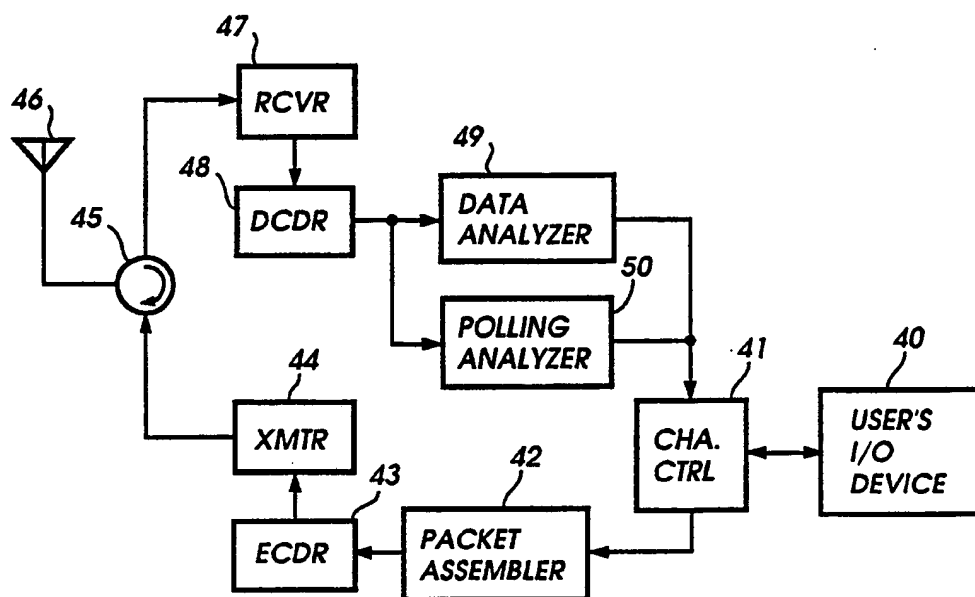 47
RCVR
46
48
DCDR
49
DATA
ANALYZER
45
50
POLLING
ANALYZER
44
XMTR
41
CHA.
CTRL
40
USER'S
I/O
DEVICE
43
ECDR
42
PACKET
ASSEMBLER